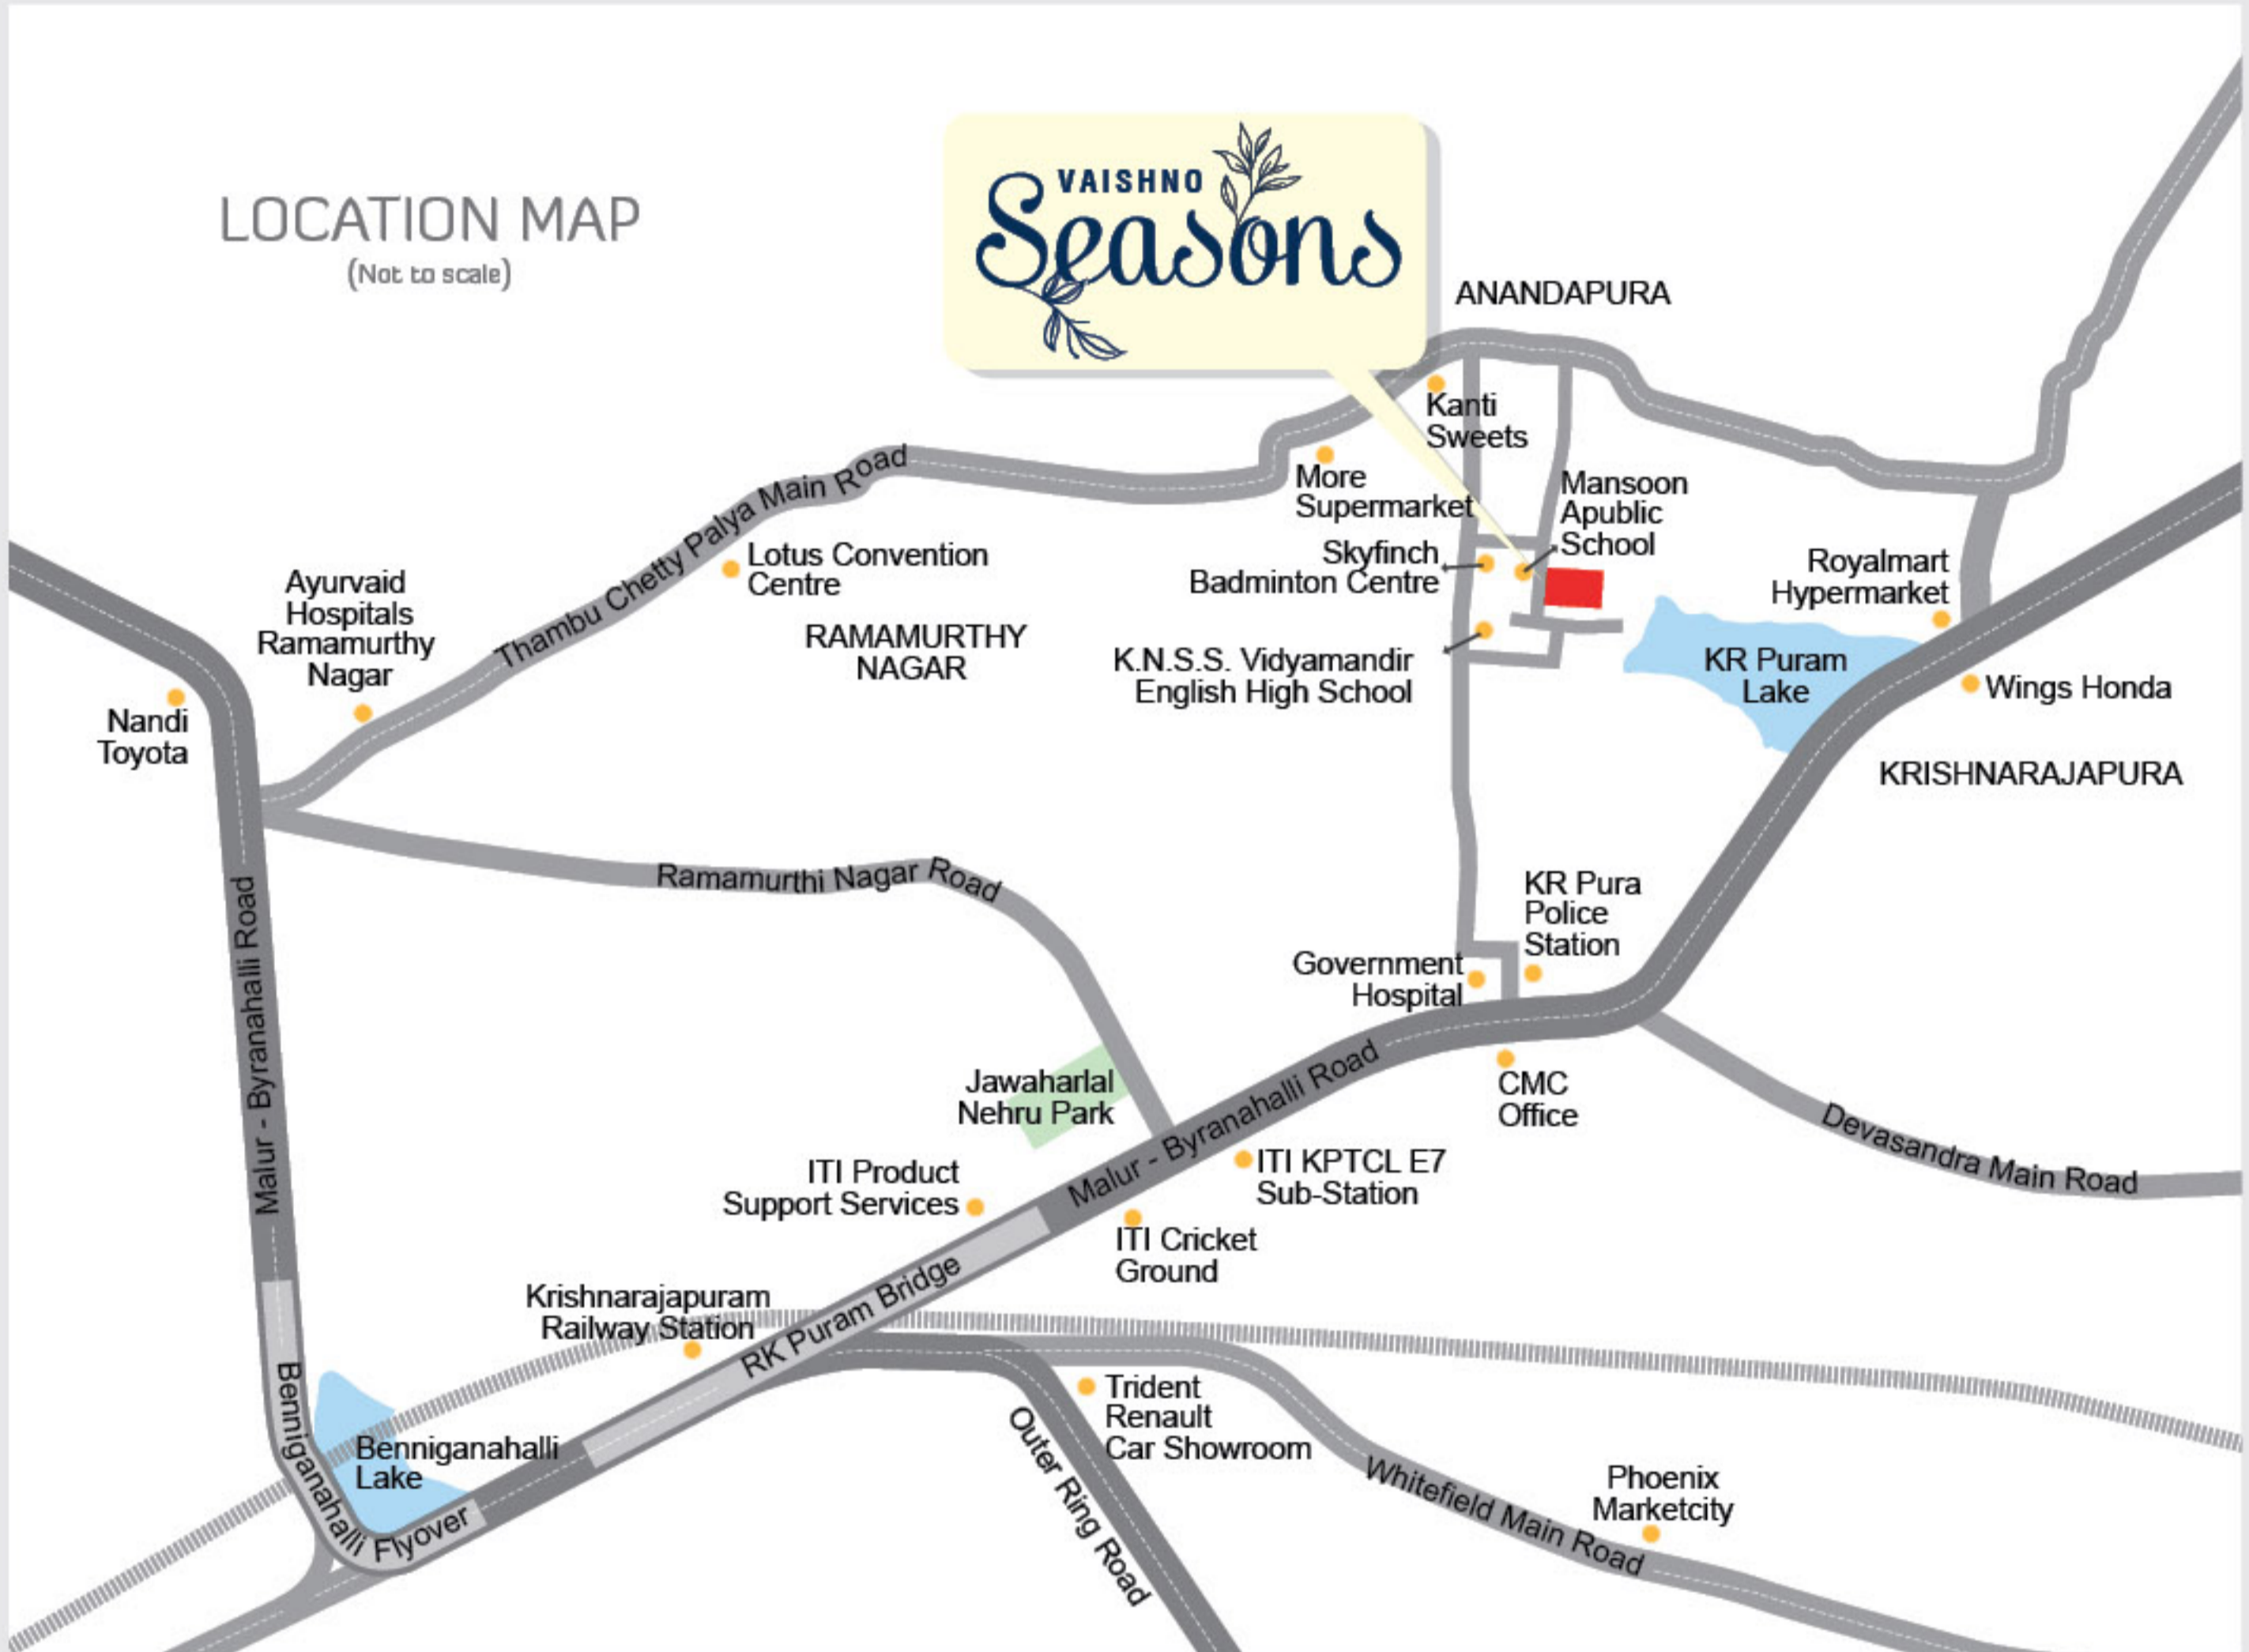 LOCATION MAP
(Not to scale)
VAISHNO
Seasons
ANANDAPURA
Kanti
Sweets
More
Supermarket
Mansoon
Apublic
School
Skyfinch
Badminton Centre
Thambu Chetty Palya Main Road
Lotus Convention
Centre
Ayurvaid
Hospitals
Ramamurthy
Nagar
RAMAMURTHY
NAGAR
K.N.S.S. Vidyamandir
English High School
Royalmart
Hypermarket
KR Puram
Lake
Wings Honda
Nandi
Toyota
KRISHNARAJAPURA
Ramamurthi Nagar Road
Malur - Byranahalli Road
KR Pura
Police
Station
Government
Hospital
Jawaharlal
Nehru Park
Malur - Byranahalli Road
CMC
Office
Devasandra Main Road
ITI Product
Support Services
ITI KPTCL E7
Sub-Station
ITI Cricket
Ground
Krishnarajapuram
Railway Station
RK Puram Bridge
Benniganahalli
Lake
Benniganahalli Flyover
Trident
Renault
Car Showroom
Outer Ring Road
Whitefield Main Road
Phoenix
Marketcity